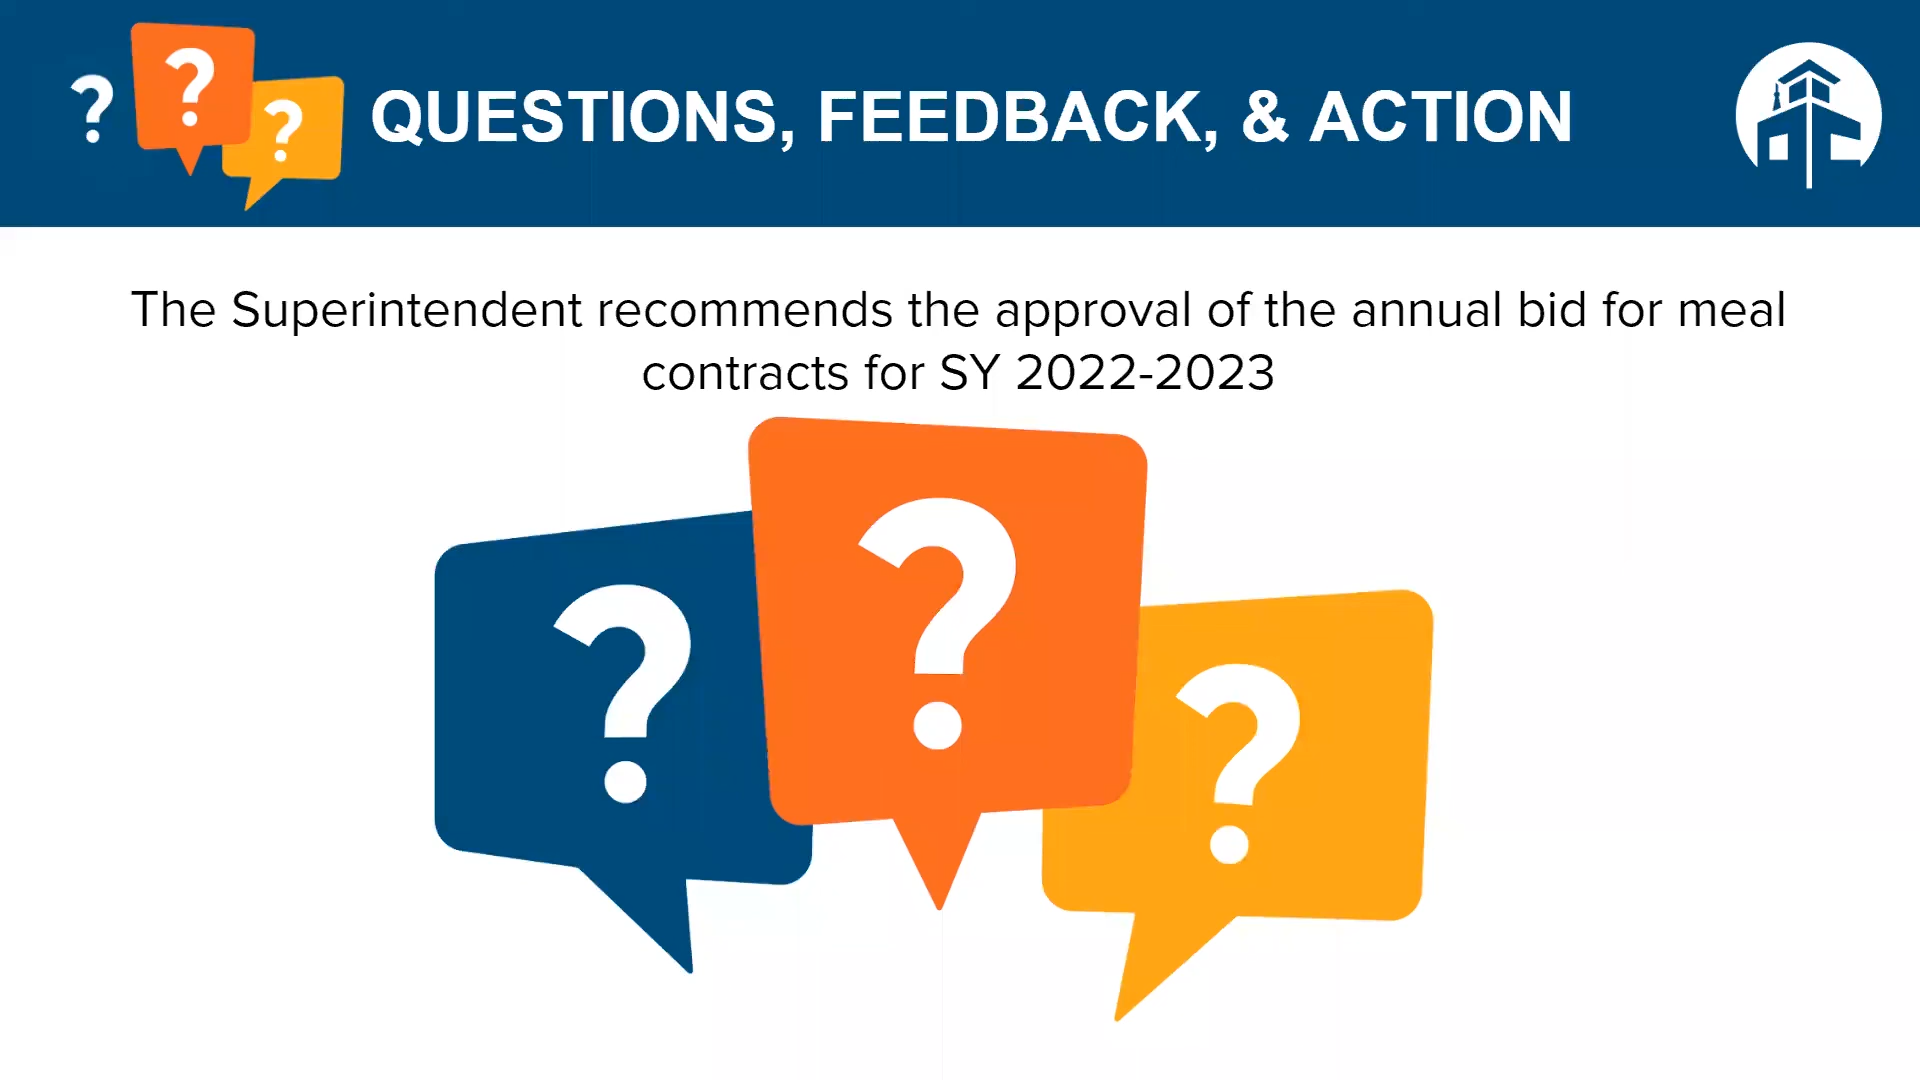 ? ? ? QUESTIONS, FEEDBACK, & ACTION
The Superintendent recommends the approval of the annual bid for meal
contracts for SY 2022-2023
? ? ?